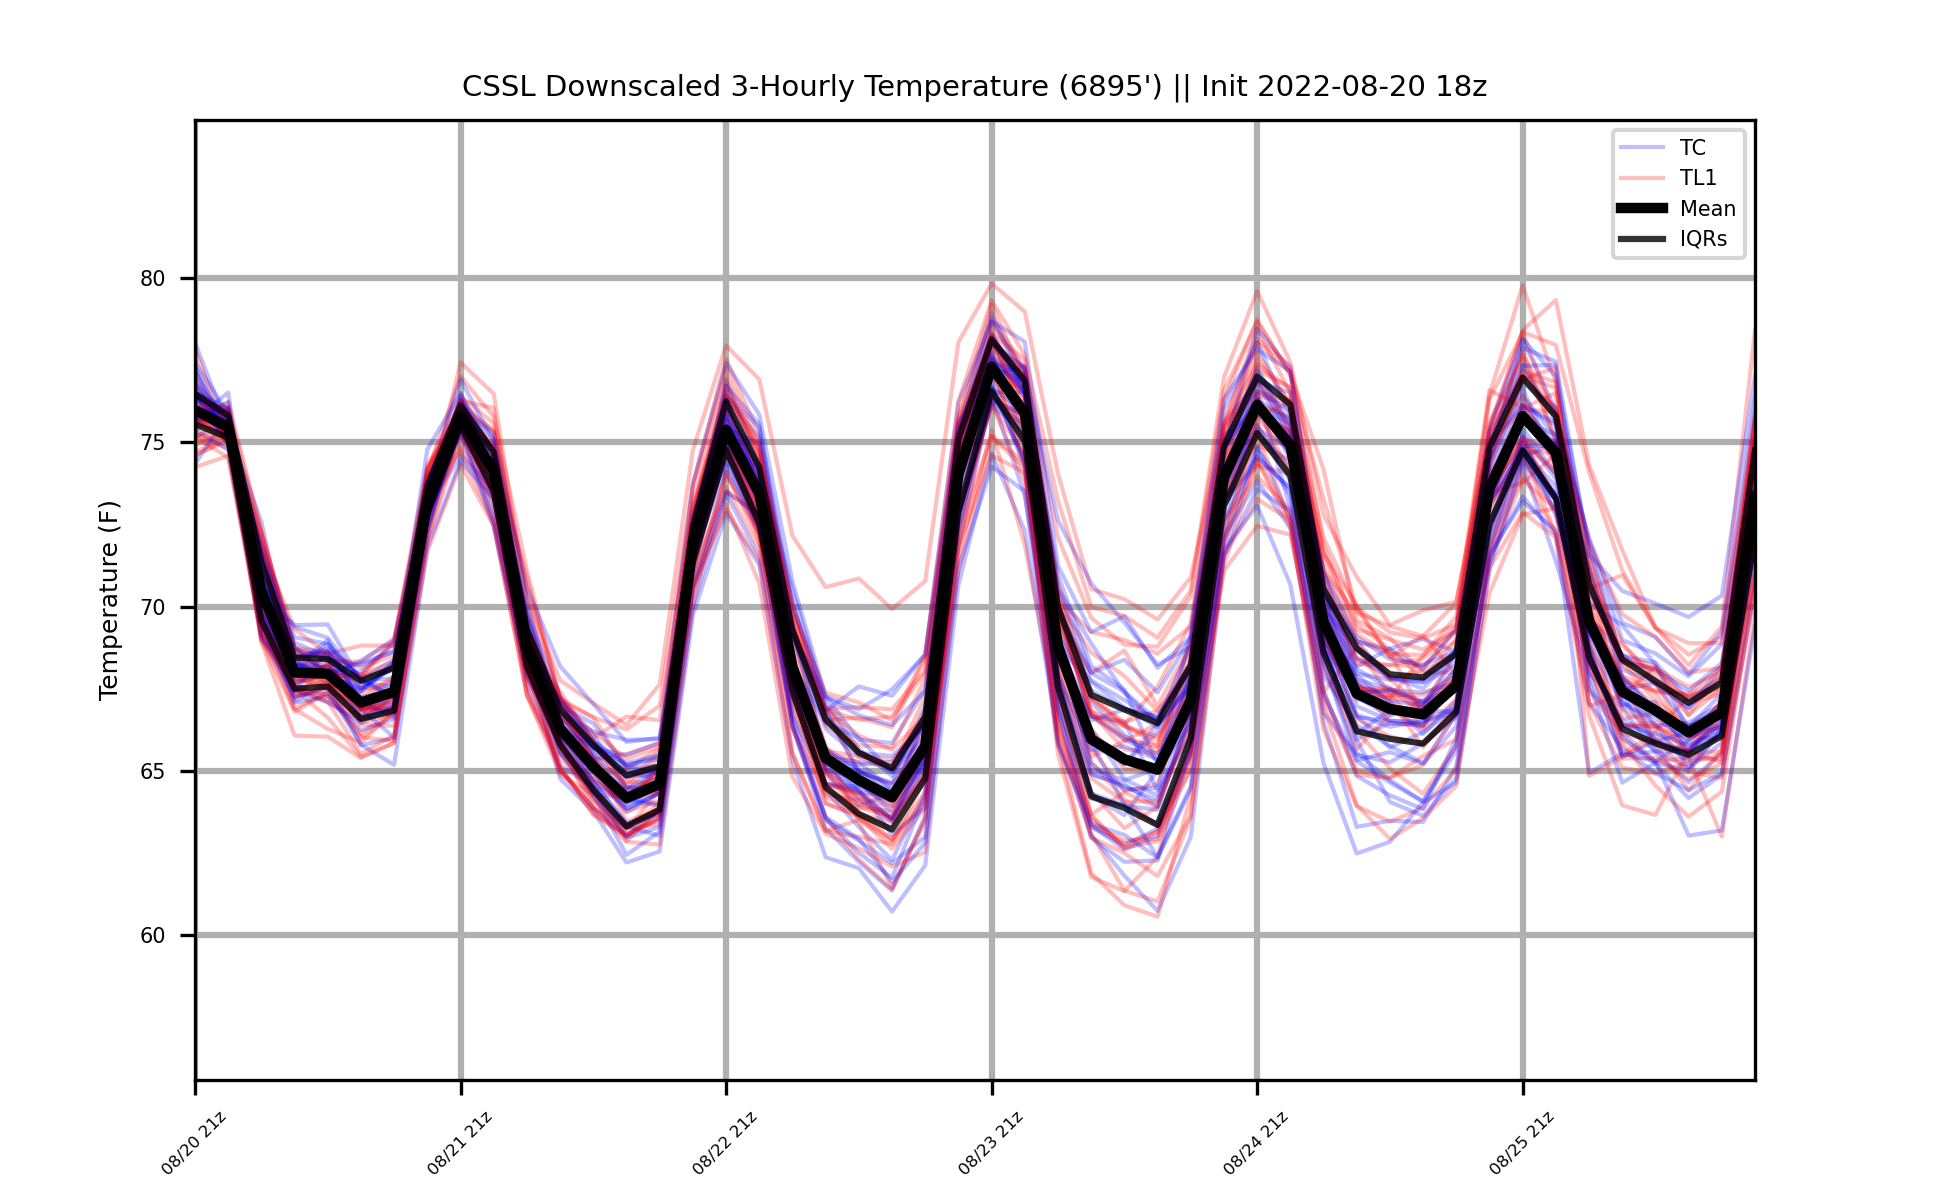 CSSL Downscaled 3-Hourly Temperature (6895') || Init 2022-08-20 18z
TC
TL1
Mean
IQRs
Temperature (F)
80
75
70
65
60
08/20 21z
08/21 21z
08/22 21z
08/23 21z
08/24 21z
08/25 21z